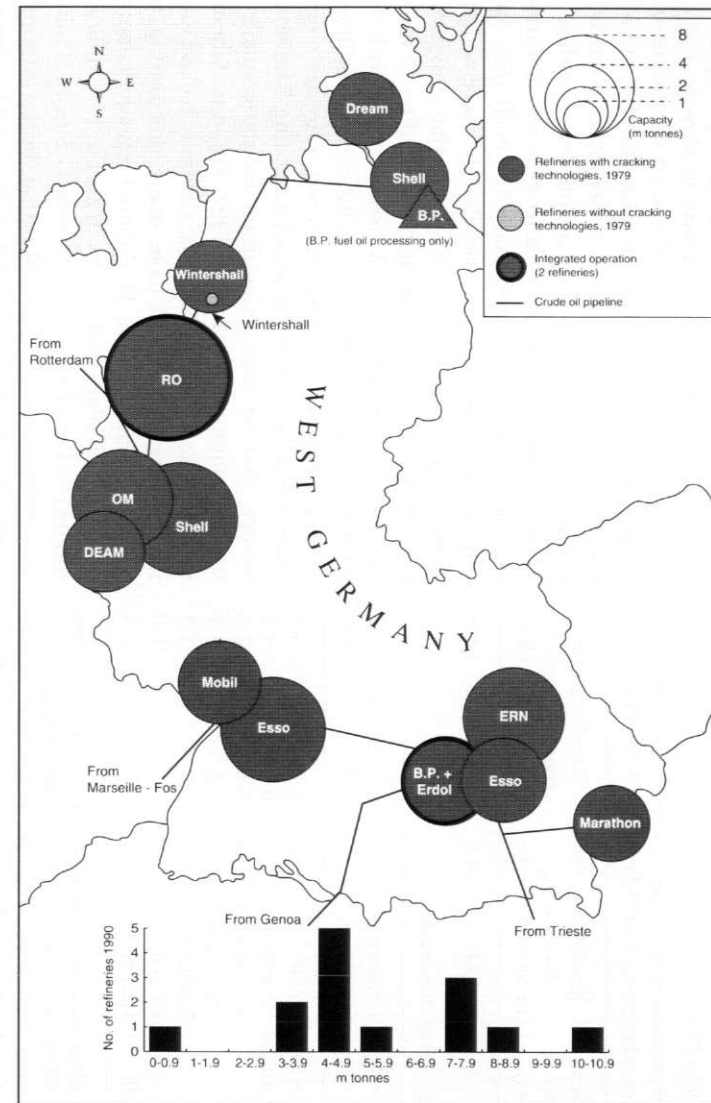 N
W E
S
8
4
2
1
Capacity
(m tonnes)
Refineries with cracking
technologies, 1979
Refineries without cracking
technologies, 1979
Integrated operation
(2 refineries)
Crude oil pipeline
Dream
Shell
B.P.
(B.P. fuel oil processing only)
Wintershall
Wintershall
From
Rotterdam
RO
WEST GERMANY
OM
Shell
DEAM
Mobil
Esso
ERN
B.P. +
Erdol
Esso
From
Marseille - Fos
Marathon
From Genoa
From Trieste
No. of refineries 1990
5
4
3
2
1
0
0-0.9 1-1.9 2-2.9 3-3.9 4-4.9 5-5.9 6-6.9 7-7.9 8-8.9 9-9.9 10-10.9
m tonnes